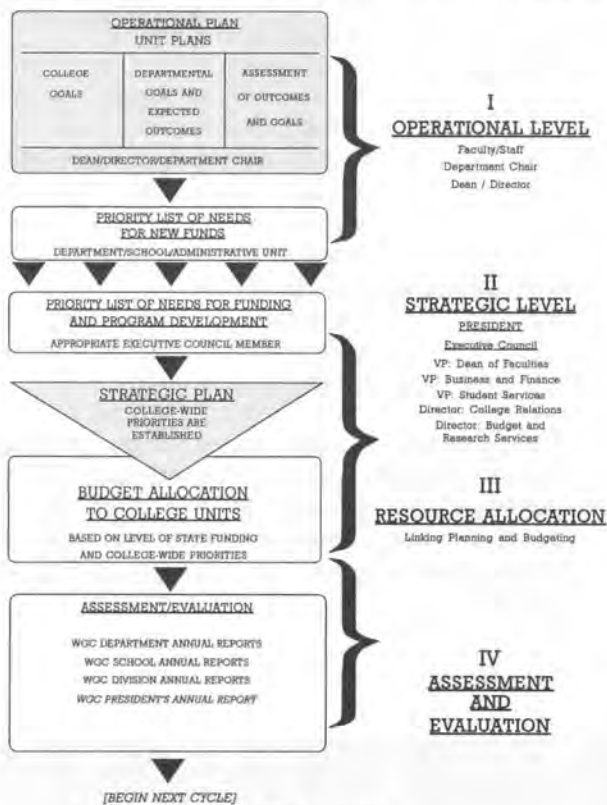 OPERATIONAL PLAN
UNIT PLANS
COLLEGE
GOALS
DEPARTMENTAL
GOALS AND
EXPECTED
OUTCOMES
ASSESSMENT
OF OUTCOMES
AND GOALS
DEAN/DIRECTOR/DEPARTMENT CHAIR
PRIORITY LIST OF NEEDS
FOR NEW FUNDS
DEPARTMENT/SCHOOL/ADMINISTRATIVE UNIT
I
OPERATIONAL LEVEL
Faculty/Staff
Department Chair
Dean / Director
PRIORITY LIST OF NEEDS FOR FUNDING
AND PROGRAM DEVELOPMENT
APPROPRIATE EXECUTIVE COUNCIL MEMBER
STRATEGIC PLAN
COLLEGE-WIDE
PRIORITIES ARE
ESTABLISHED
II
STRATEGIC LEVEL
PRESIDENT
Executive Council
VP: Dean of Faculties
VP: Business and Finance
VP: Student Services
Director: College Relations
Director: Budget and
Research Services
BUDGET ALLOCATION
TO COLLEGE UNITS
BASED ON LEVEL OF STATE FUNDING
AND COLLEGE-WIDE PRIORITIES
III
RESOURCE ALLOCATION
Linking Planning and Budgeting
ASSESSMENT/EVALUATION
WGC DEPARTMENT ANNUAL REPORTS
WGC SCHOOL ANNUAL REPORTS
WGC DIVISION ANNUAL REPORTS
WGC PRESIDENT'S ANNUAL REPORT
IV
ASSESSMENT
AND
EVALUATION
[BEGIN NEXT CYCLE]